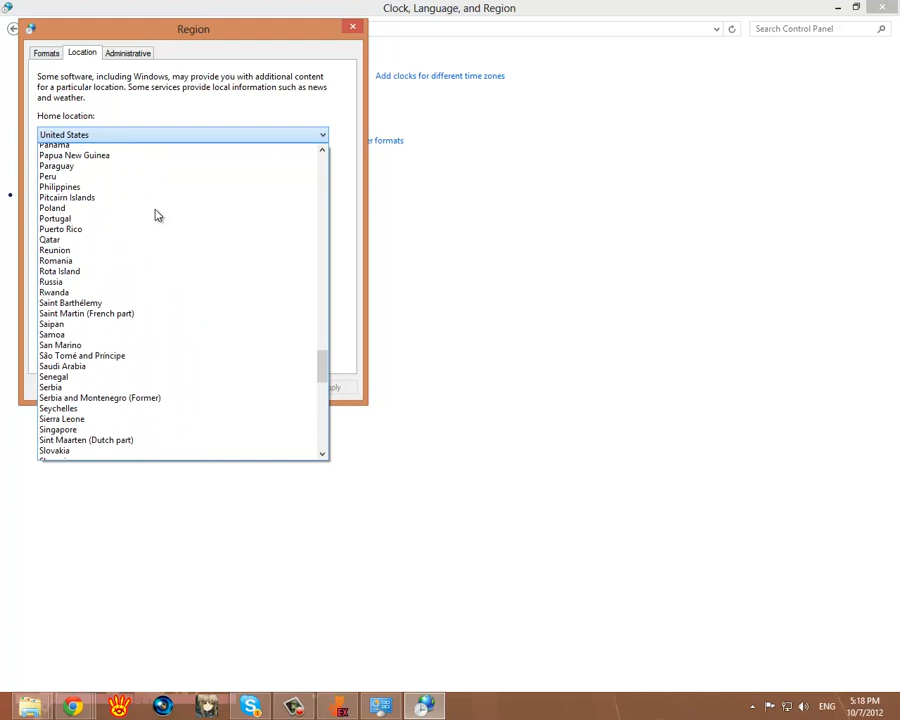 Clock, Language, and Region
Region
Search Control Panel
Formats
Location
Administrative
Add clocks for different time zones
Some software, including Windows, may provide you with additional content
for a particular location. Some services provide local information such as news
and weather.
Home location:
United States
er formats
Panama
Papua New Guinea
Paraguay
Peru
Philippines
Pitcairn Islands
Poland
Portugal
Puerto Rico
Qatar
Reunion
Romania
Rota Island
Russia
Rwanda
Saint Barthélemy
Saint Martin (French part)
Saipan
Samoa
San Marino
São Tomé and Príncipe
Saudi Arabia
Senegal
Serbia
pply
Serbia and Montenegro (Former)
Seychelles
Sierra Leone
Singapore
Sint Maarten (Dutch part)
Slovakia
EX
ENG
5:18 PM
10/7/2012